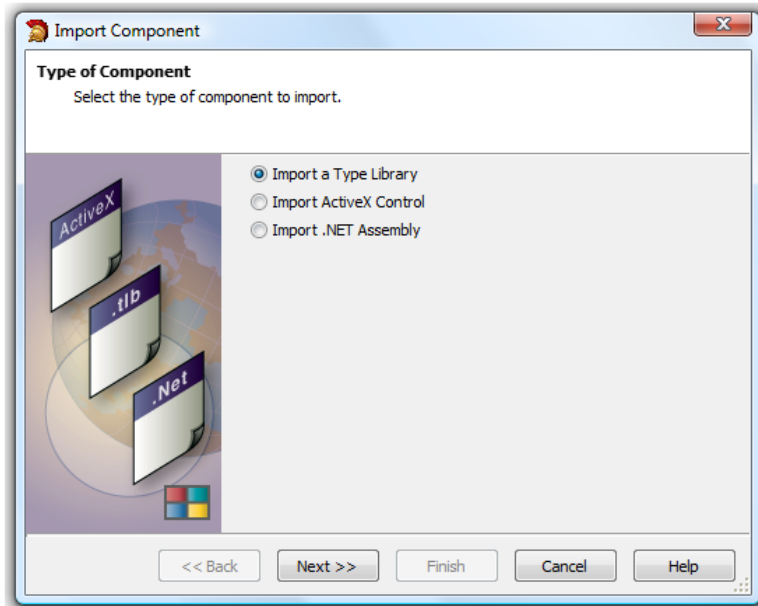 Import Component
Type of Component
Select the type of component to import.
ActiveX
.tlb
.Net
Import a Type Library
Import ActiveX Control
Import .NET Assembly
<< Back Next >> Finish Cancel Help